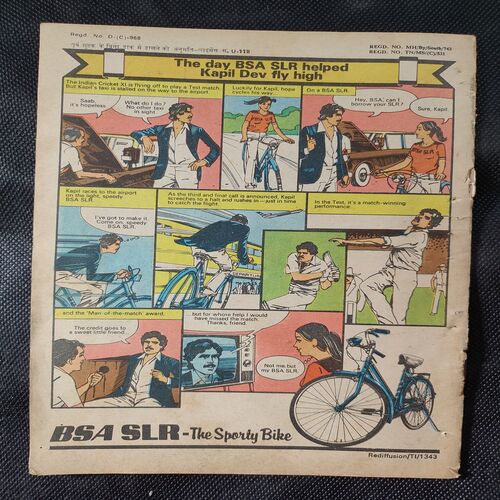 Regd. No. D-(C)-968
पूर्व शुल्क के बिना डाक में डालने की अनुमति-लाइसेंस सं. U-118
REGD. NO. MH/By/South/743
REGD. NO. TN/MS/(C)/531
The day BSA SLR helped
Kapil Dev fly high
The Indian Cricket XI is flying off to play a Test match.
But Kapil's taxi is stalled on the way to the airport.
Saab,
it's hopeless.
What do I do?
No other taxi
in sight.
Luckily for Kapil, hope
cycles his way...
On a BSA SLR.
Hey, BSA, can I
borrow your SLR?
Sure, Kapil.
Kapil races to the airport
on the light, speedy
BSA SLR.
I've got to make it.
Come on, speedy
BSA SLR.
As the third and final call is announced, Kapil
screeches to a halt and rushes in—just in time
to catch the flight.
In the Test, it's a match-winning
performance.
and the 'Man-of-the-match' award.
The credit goes to
a sweet little friend
but for whose help I would
have missed the match.
Thanks, friend.
Not me, but
my BSA SLR.
BSA SLR - The Sporty Bike
Rediffusion/TI/1343